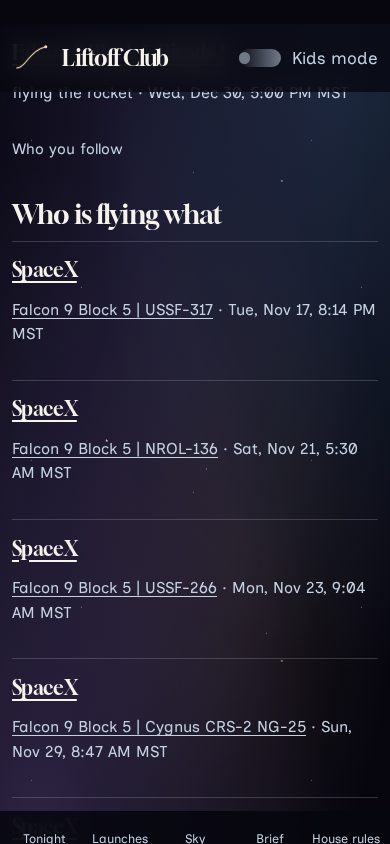 Liftoff Club
Kids mode
flying the rocket · Wed, Dec 30, 5:00 PM MST
Who you follow
Who is flying what
SpaceX
Falcon 9 Block 5 | USSF-317 · Tue, Nov 17, 8:14 PM
MST
SpaceX
Falcon 9 Block 5 | NROL-136 · Sat, Nov 21, 5:30
AM MST
SpaceX
Falcon 9 Block 5 | USSF-266 · Mon, Nov 23, 9:04
AM MST
SpaceX
Falcon 9 Block 5 | Cygnus CRS-2 NG-25 · Sun,
Nov 29, 8:47 AM MST
SpaceX
Tonight Launches Sky Brief House rules